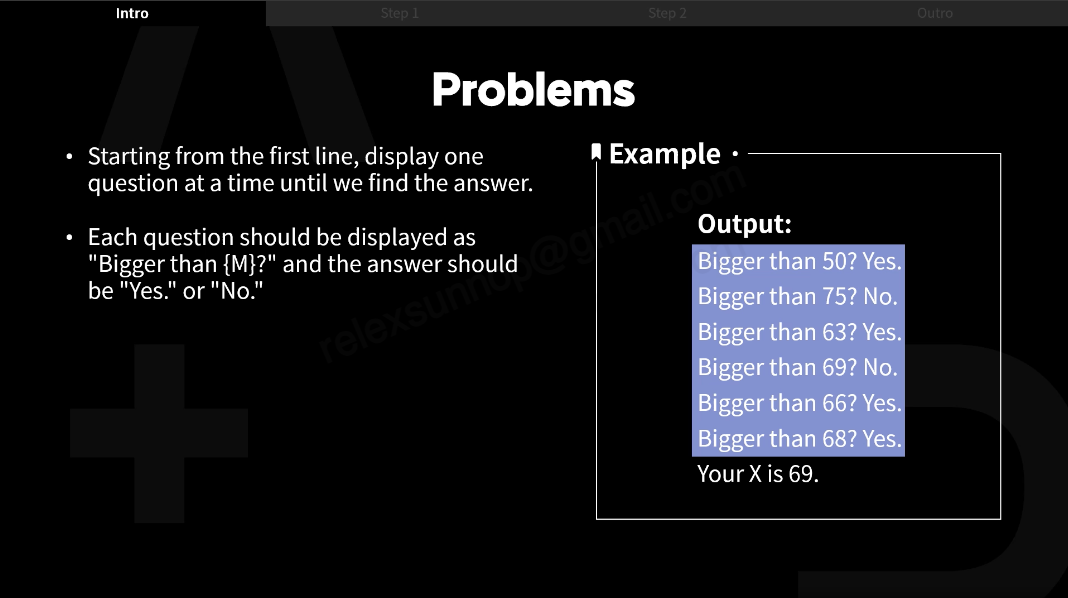 Intro
Step 1
Step 2
Outro
Problems
• Starting from the first line, display one
question at a time until we find the answer.
• Each question should be displayed as
"Bigger than {M}?" and the answer should
be "Yes." or "No."
Example •
Output:
Bigger than 50? Yes.
Bigger than 75? No.
Bigger than 63? Yes.
Bigger than 69? No.
Bigger than 66? Yes.
Bigger than 68? Yes.
Your X is 69.